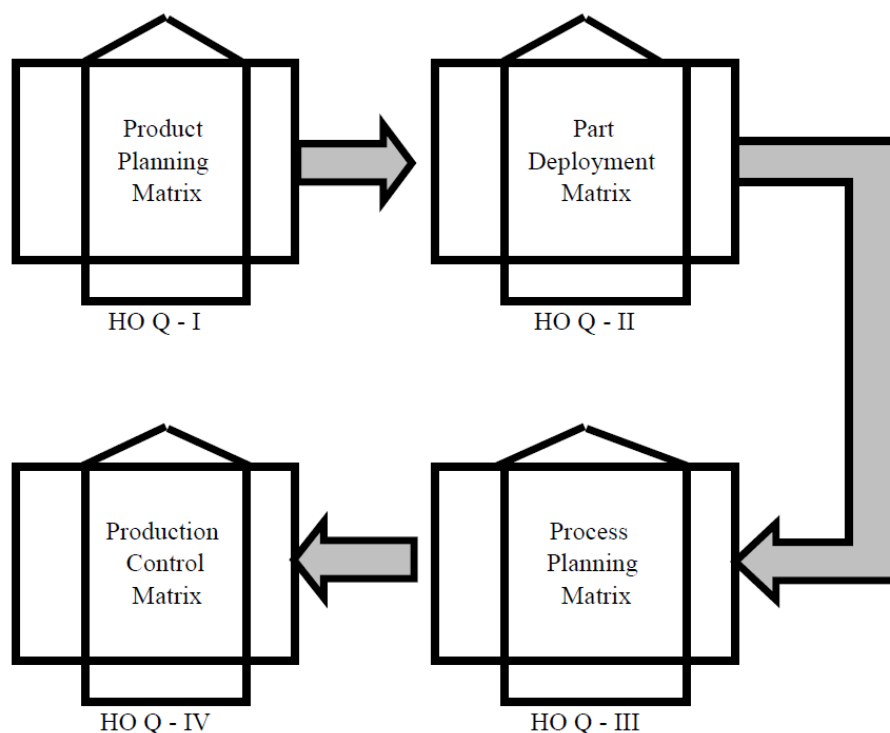 Product
Planning
Matrix
HO Q - I
Part
Deployment
Matrix
HO Q - II
Production
Control
Matrix
HO Q - IV
Process
Planning
Matrix
HO Q - III